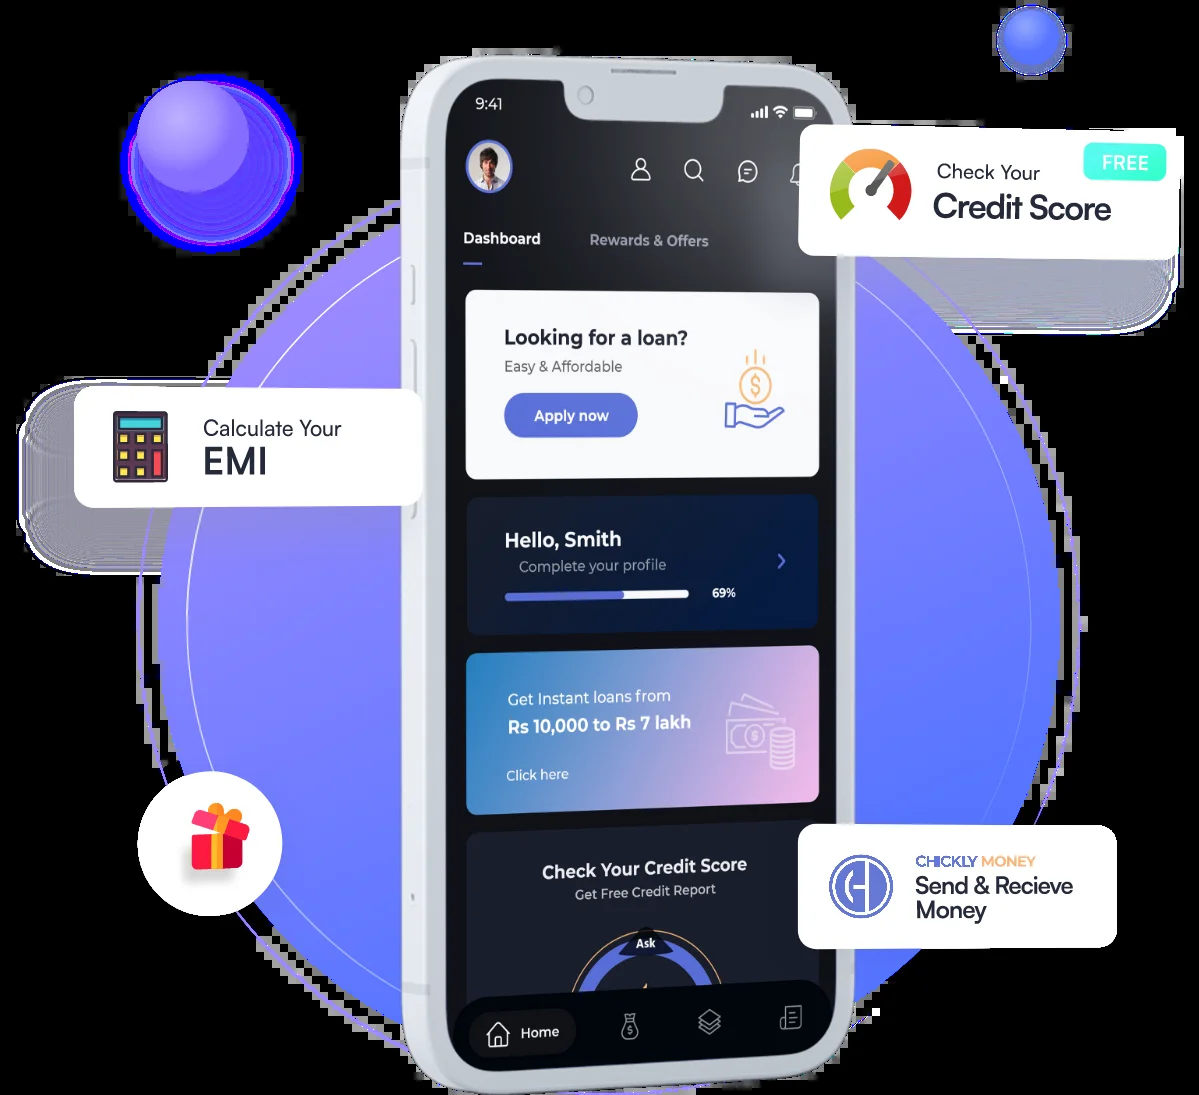 9:41
FREE
Check Your
Credit Score
Dashboard
Rewards & Offers
Looking for a loan?
Easy & Affordable
Apply now
Calculate Your
EMI
Hello, Smith
Complete your profile
69%
Get Instant loans from
Rs 10,000 to Rs 7 lakh
Click here
Check Your Credit Score
Get Free Credit Report
Ask
CHICKLY MONEY
Send & Recieve
Money
Home